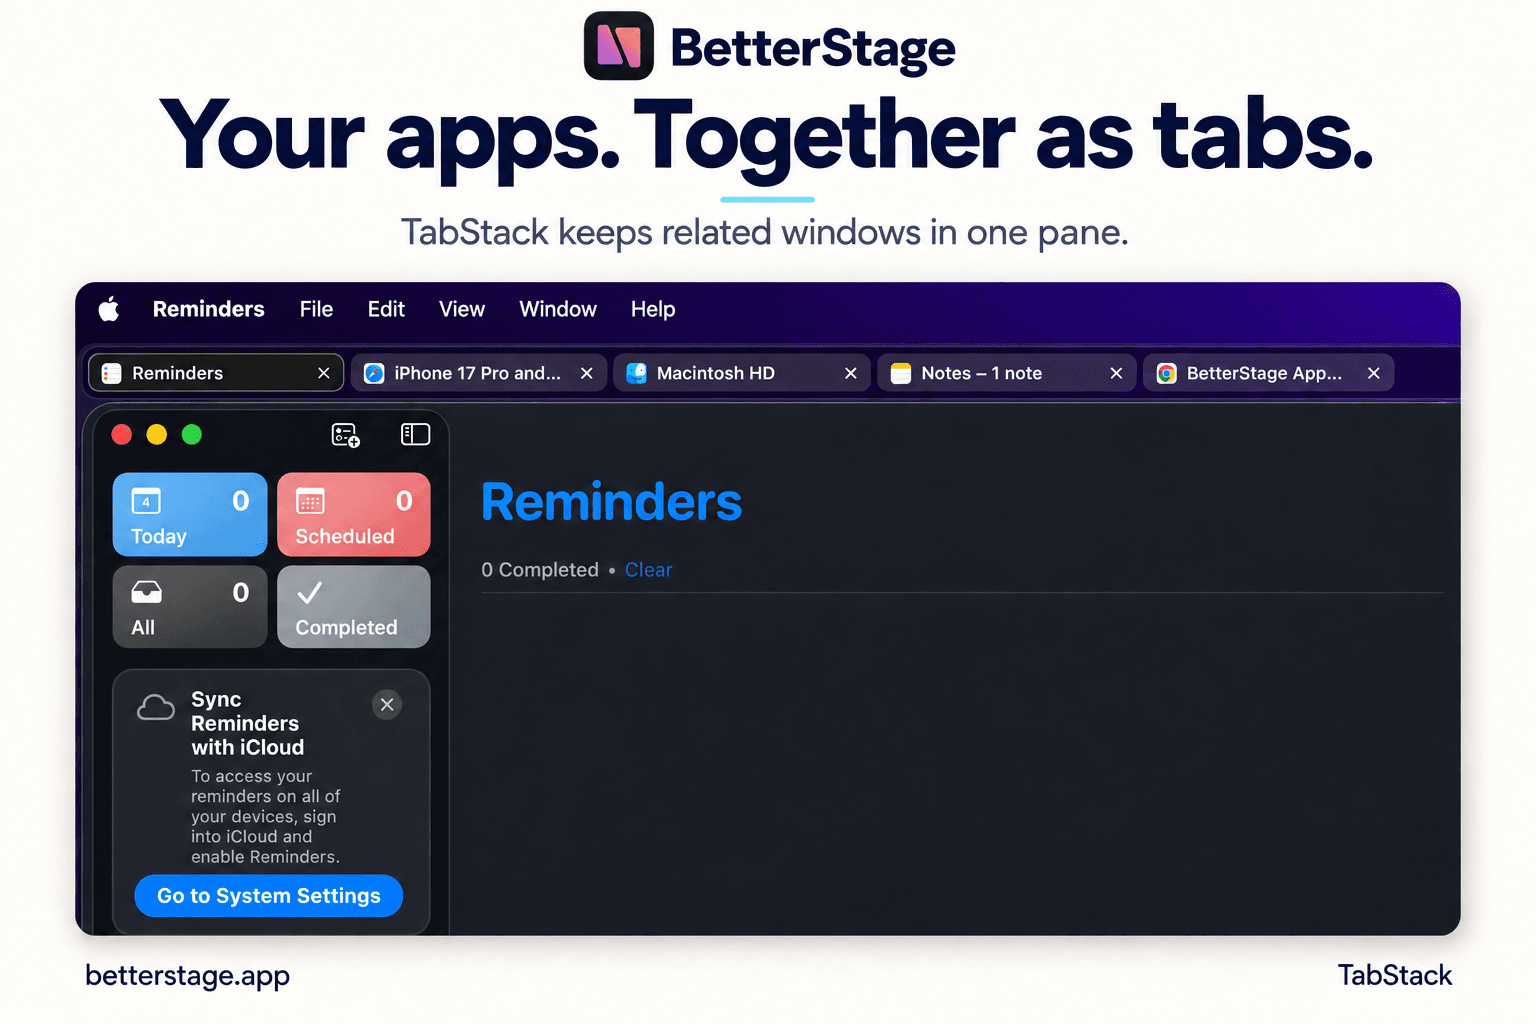 BetterStage
Your apps. Together as tabs.
TabStack keeps related windows in one pane.
Reminders File Edit View Window Help
Reminders iPhone 17 Pro and... Macintosh HD Notes – 1 note BetterStage App...
4 0 0
Today Scheduled
0
All Completed
Reminders
0 Completed • Clear
Sync
Reminders
with iCloud
To access your
reminders on all of
your devices, sign
into iCloud and
enable Reminders.
Go to System Settings
betterstage.app TabStack